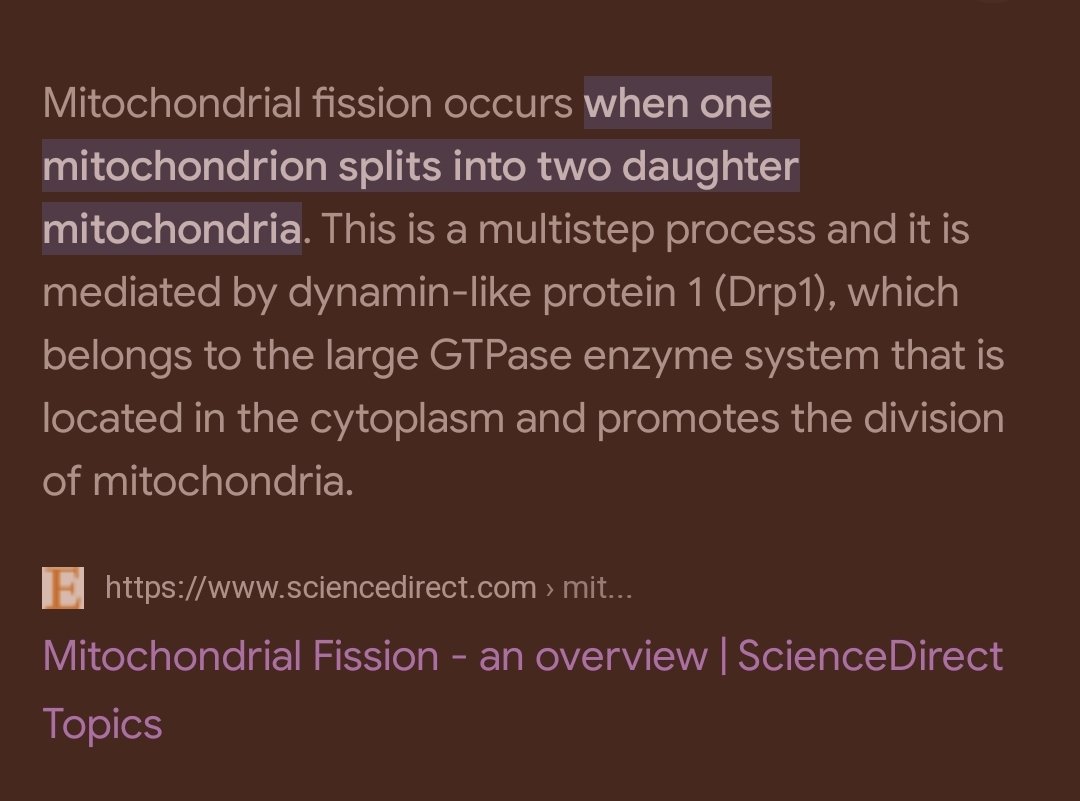 Mitochondrial fission occurs when one
mitochondrion splits into two daughter
mitochondria. This is a multistep process and it is
mediated by dynamin-like protein 1 (Drp1), which
belongs to the large GTPase enzyme system that is
located in the cytoplasm and promotes the division
of mitochondria.
E https://www.sciencedirect.com › mit...
Mitochondrial Fission - an overview | ScienceDirect
Topics